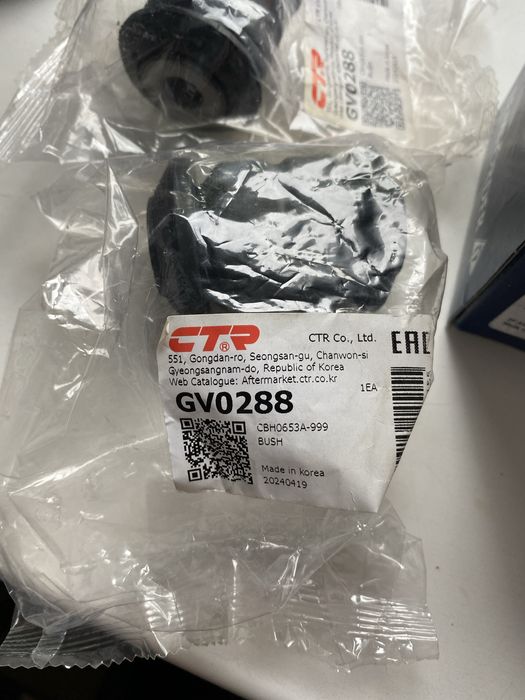 CTR
GV0288
CTR®
CTR Co., Ltd.
EAC
551, Gongdan-ro, Seongsan-gu, Chanwon-si
Gyeongsangnam-do, Republic of Korea
Web Catalogue: Aftermarket.ctr.co.kr
1EA
GV0288
CBH0653A-999
BUSH
Made in korea
20240419